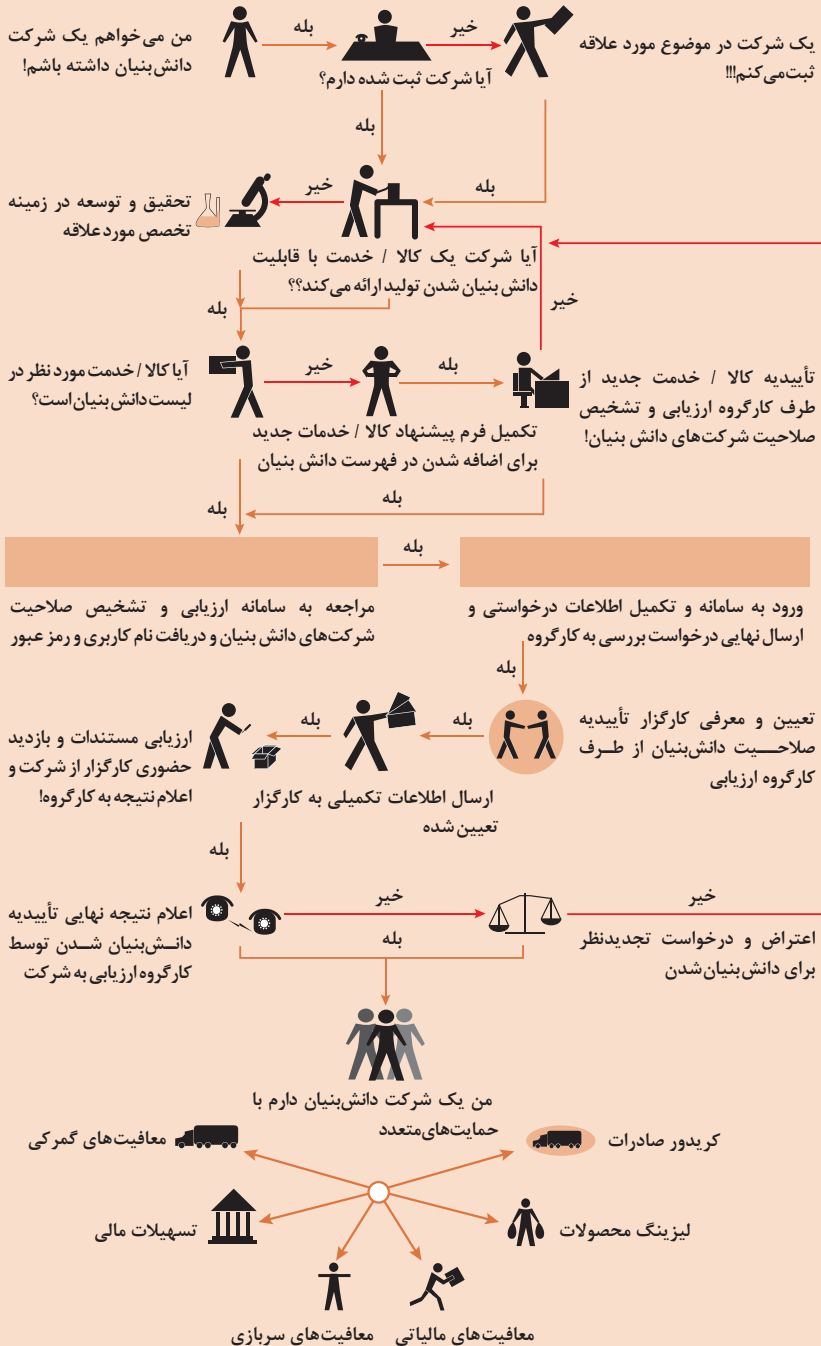 من می‌خواهم یک شرکت
دانش‌بنیان داشته باشم!
بله
آیا شرکت ثبت شده دارم؟
خیر
یک شرکت در موضوع مورد علاقه
ثبت‌می‌کنم!!!
بله
بله
خیر
تحقیق و توسعه در زمینه
تخصص مورد علاقه
آیا شرکت یک کالا / خدمت با قابلیت
دانش بنیان شدن تولید ارائه می‌کند؟؟
خیر
بله
آیا کالا / خدمت مورد نظر در
لیست دانش‌بنیان است؟
خیر
تکمیل فرم پیشنهاد کالا / خدمات جدید
برای اضافه شدن در فهرست دانش بنیان
بله
تأییدیه کالا / خدمت جدید از
طرف کارگروه ارزیابی و تشخیص
صلاحیت شرکت‌های دانش بنیان!
بله
بله
مراجعه به سامانه ارزیابی و تشخیص صلاحیت
شرکت‌های دانش بنیان و دریافت نام کاربری و رمز عبور
بله
ورود به سامانه و تکمیل اطلاعات درخواستی و
ارسال نهایی درخواست بررسی به کارگروه
بله
تعیین و معرفی کارگزار تأییدیه
صلاحیت دانش‌بنیان از طرف
کارگروه ارزیابی
بله
ارسال اطلاعات تکمیلی به کارگزار
تعیین شده
بله
ارزیابی مستندات و بازدید
حضوری کارگزار از شرکت و
اعلام نتیجه به کارگروه!
بله
اعلام نتیجه نهایی تأییدیه
دانش‌بنیان شدن توسط
کارگروه ارزیابی به شرکت
خیر
بله
خیر
اعتراض و درخواست تجدیدنظر
برای دانش‌بنیان‌شدن
من یک شرکت دانش‌بنیان دارم با
حمایت‌های‌متعدد
کریدور صادرات
معافیت‌های گمرکی
لیزینگ محصولات
تسهیلات مالی
معافیت‌های مالیاتی
معافیت‌های سربازی